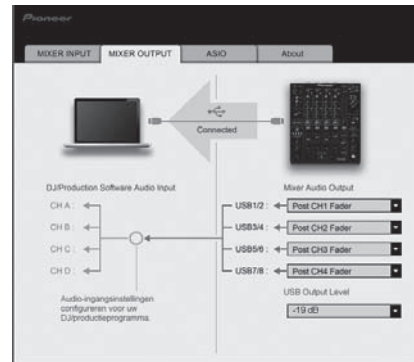 Pioneer
MIXER INPUT
MIXER OUTPUT
ASIO
About
Connected
DJ/Production Software Audio Input
CH A :
CH B :
CH C :
CH D :
Audio-ingangsinstellingen
configureren voor uw
DJ/productieprogramma.
Mixer Audio Output
USB1/2 : Post CH1 Fader
USB3/4 : Post CH2 Fader
USB5/6 : Post CH3 Fader
USB7/8 : Post CH4 Fader
USB Output Level
-19 dB